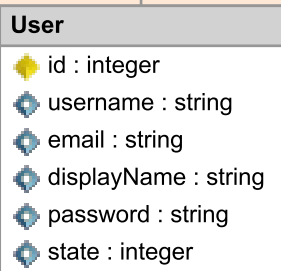 User
id : integer
username : string
email : string
displayName : string
password : string
state : integer